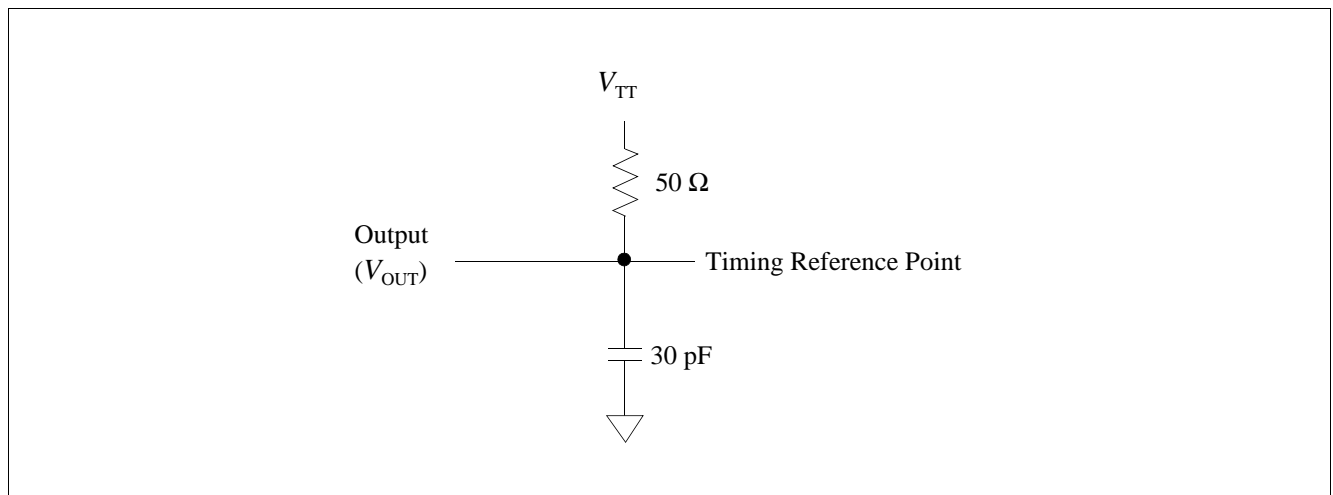 V_TT
50 Ω
Output
(V_OUT)
Timing Reference Point
30 pF